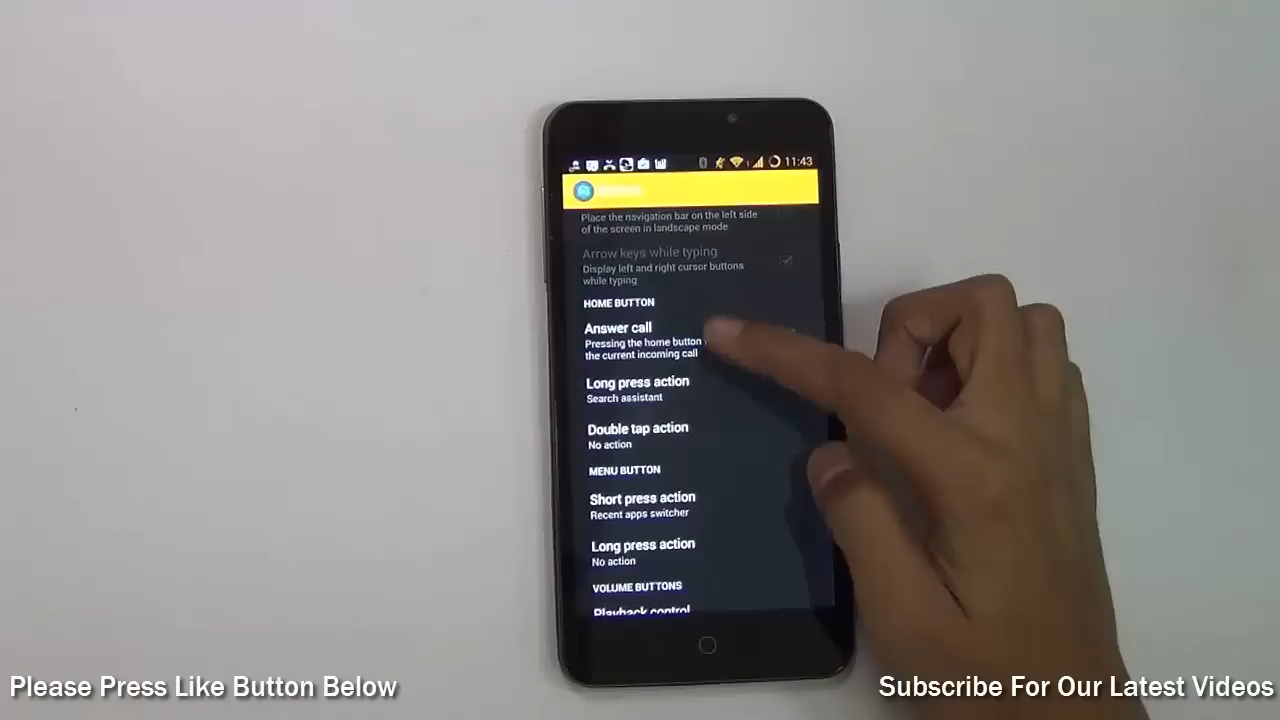 11:43
Place the navigation bar on the left side
of the screen in landscape mode
Arrow keys while typing
Display left and right cursor buttons
while typing
HOME BUTTON
Answer call
Pressing the home button
the current incoming call
Long press action
Search assistant
Double tap action
No action
MENU BUTTON
Short press action
Recent apps switcher
Long press action
No action
VOLUME BUTTONS
Playback control
Please Press Like Button Below
Subscribe For Our Latest Videos